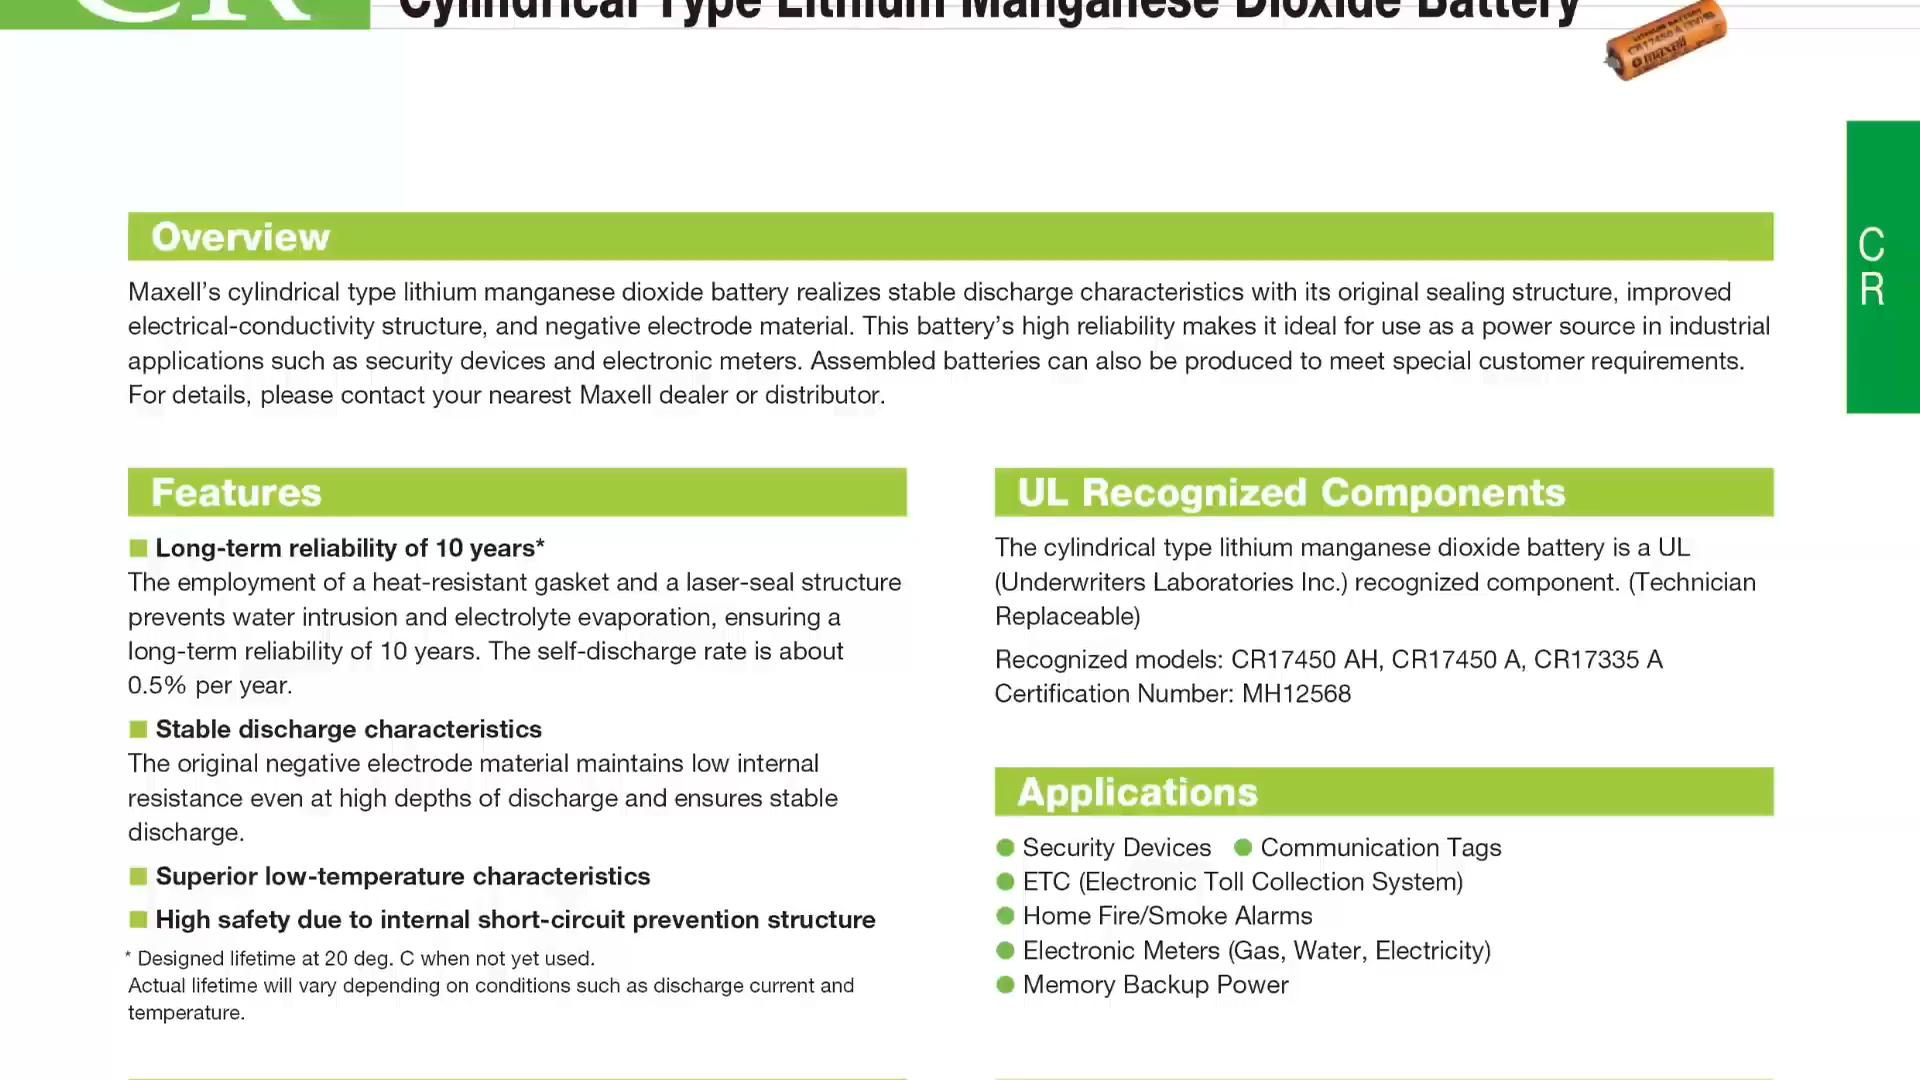 CR
Cylindrical Type Lithium Manganese Dioxide Battery
LITHIUM BATTERY
CR17450 A
maxell
C
R
Overview
Maxell’s cylindrical type lithium manganese dioxide battery realizes stable discharge characteristics with its original sealing structure, improved
electrical-conductivity structure, and negative electrode material. This battery’s high reliability makes it ideal for use as a power source in industrial
applications such as security devices and electronic meters. Assembled batteries can also be produced to meet special customer requirements.
For details, please contact your nearest Maxell dealer or distributor.
Features
Long-term reliability of 10 years*
The employment of a heat-resistant gasket and a laser-seal structure
prevents water intrusion and electrolyte evaporation, ensuring a
long-term reliability of 10 years. The self-discharge rate is about
0.5% per year.
Stable discharge characteristics
The original negative electrode material maintains low internal
resistance even at high depths of discharge and ensures stable
discharge.
Superior low-temperature characteristics
High safety due to internal short-circuit prevention structure
* Designed lifetime at 20 deg. C when not yet used.
Actual lifetime will vary depending on conditions such as discharge current and
temperature.
UL Recognized Components
The cylindrical type lithium manganese dioxide battery is a UL
(Underwriters Laboratories Inc.) recognized component. (Technician
Replaceable)
Recognized models: CR17450 AH, CR17450 A, CR17335 A
Certification Number: MH12568
Applications
● Security Devices ● Communication Tags
● ETC (Electronic Toll Collection System)
● Home Fire/Smoke Alarms
● Electronic Meters (Gas, Water, Electricity)
● Memory Backup Power